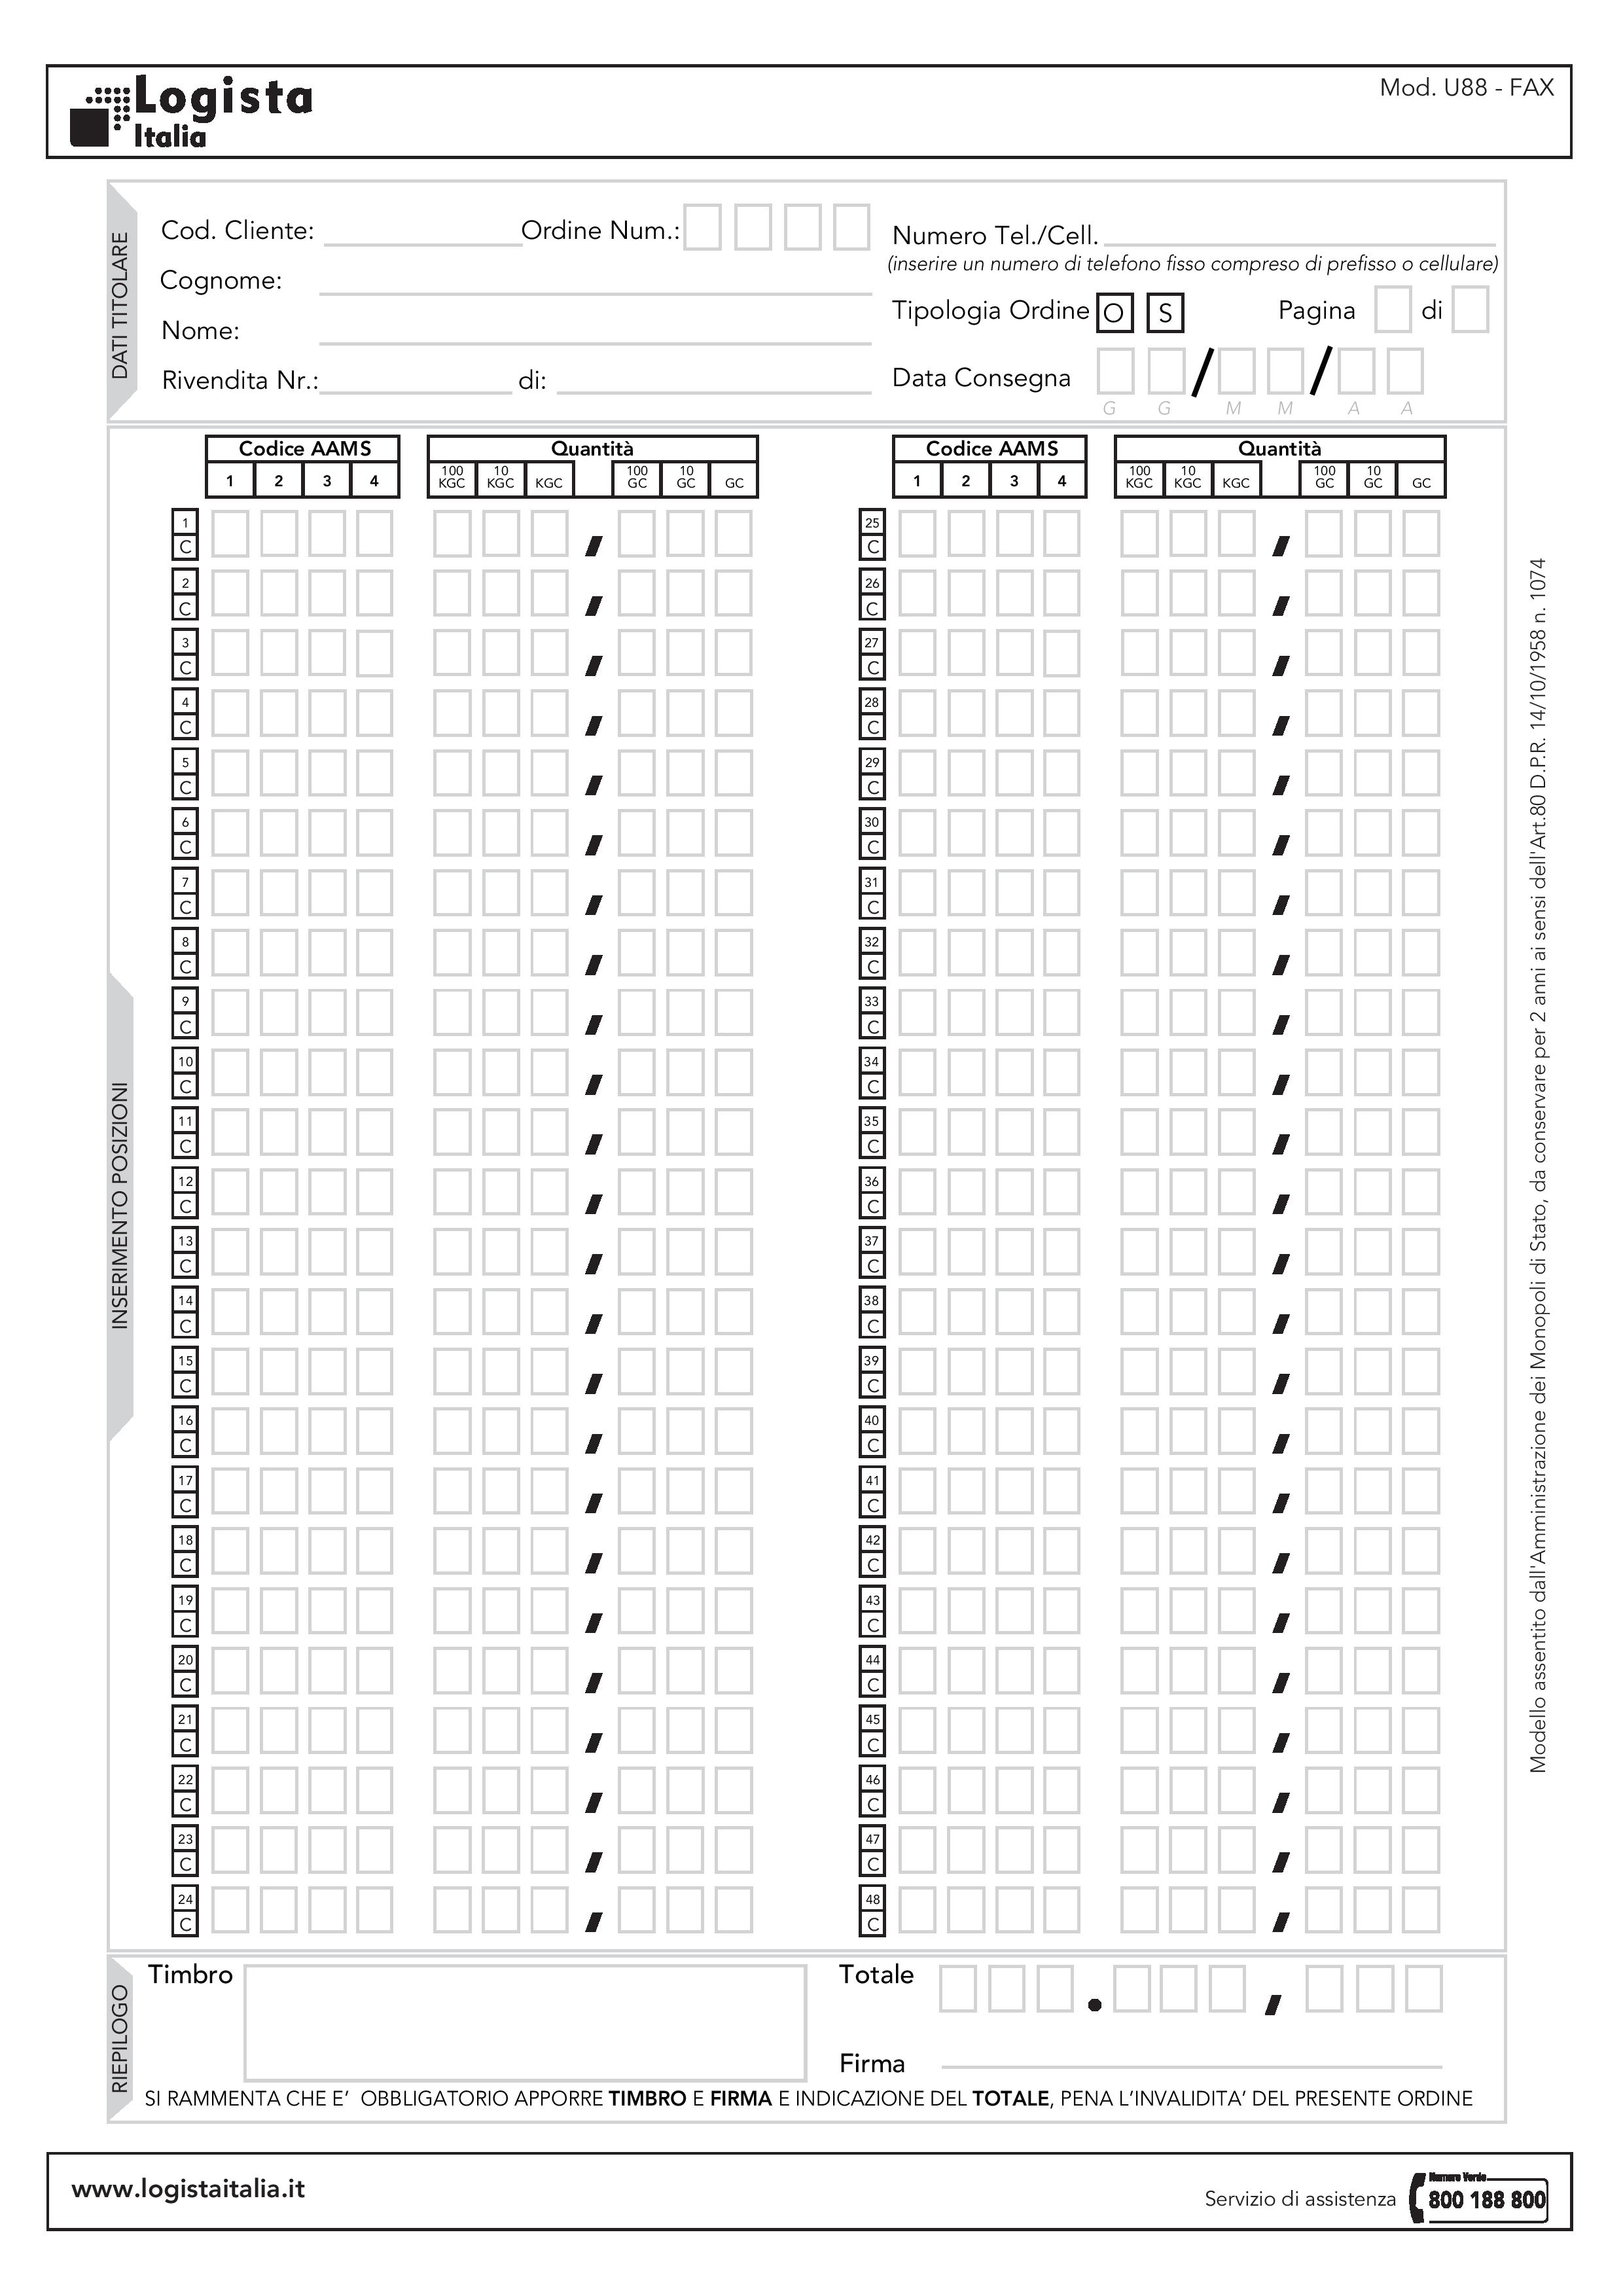 Logista
Italia
Mod. U88 - FAX
DATI TITOLARE
Cod. Cliente:
Ordine Num.:
Cognome:
Nome:
Rivendita Nr.:
di:
Numero Tel./Cell.
(inserire un numero di telefono fisso compreso di prefisso o cellulare)
Tipologia Ordine O S
Pagina di
Data Consegna / /
G G M M A A
INSERIMENTO POSIZIONI
Codice AAMS Quantità
1 2 3 4 100 KGC 10 KGC KGC 100 GC 10 GC GC
1 C ,
2 C ,
3 C ,
4 C ,
5 C ,
6 C ,
7 C ,
8 C ,
9 C ,
10 C ,
11 C ,
12 C ,
13 C ,
14 C ,
15 C ,
16 C ,
17 C ,
18 C ,
19 C ,
20 C ,
21 C ,
22 C ,
23 C ,
24 C ,
Codice AAMS Quantità
1 2 3 4 100 KGC 10 KGC KGC 100 GC 10 GC GC
25 C ,
26 C ,
27 C ,
28 C ,
29 C ,
30 C ,
31 C ,
32 C ,
33 C ,
34 C ,
35 C ,
36 C ,
37 C ,
38 C ,
39 C ,
40 C ,
41 C ,
42 C ,
43 C ,
44 C ,
45 C ,
46 C ,
47 C ,
48 C ,
Modello assentito dall'Amministrazione dei Monopoli di Stato, da conservare per 2 anni ai sensi dell'Art.80 D.P.R. 14/10/1958 n. 1074
RIEPILOGO
Timbro
Totale . ,
Firma
SI RAMMENTA CHE E’ OBBLIGATORIO APPORRE TIMBRO E FIRMA E INDICAZIONE DEL TOTALE, PENA L’INVALIDITA’ DEL PRESENTE ORDINE
www.logistaitalia.it
Servizio di assistenza
Numero Verde
800 188 800